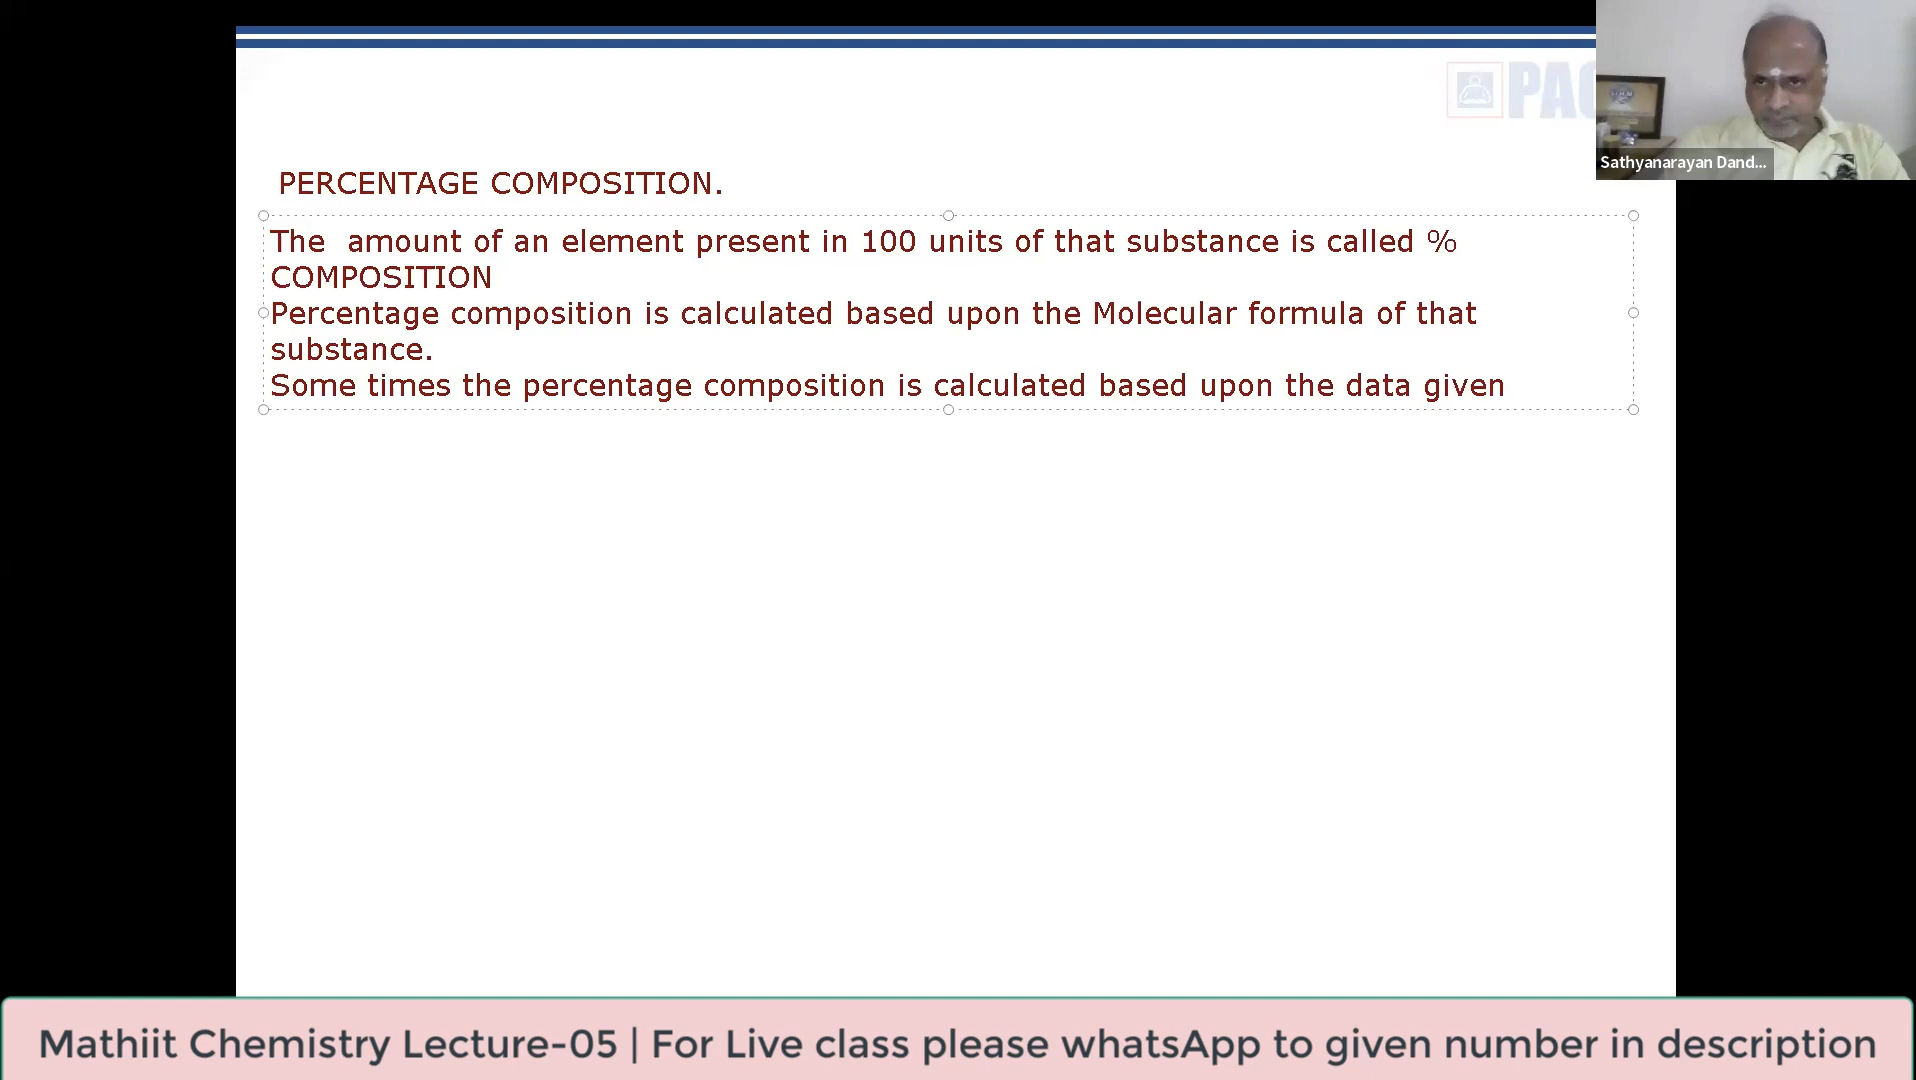 PAC
Sathyanarayan Dand...
PERCENTAGE COMPOSITION.
The amount of an element present in 100 units of that substance is called %
COMPOSITION
Percentage composition is calculated based upon the Molecular formula of that
substance.
Some times the percentage composition is calculated based upon the data given
Mathiit Chemistry Lecture-05 | For Live class please whatsApp to given number in description